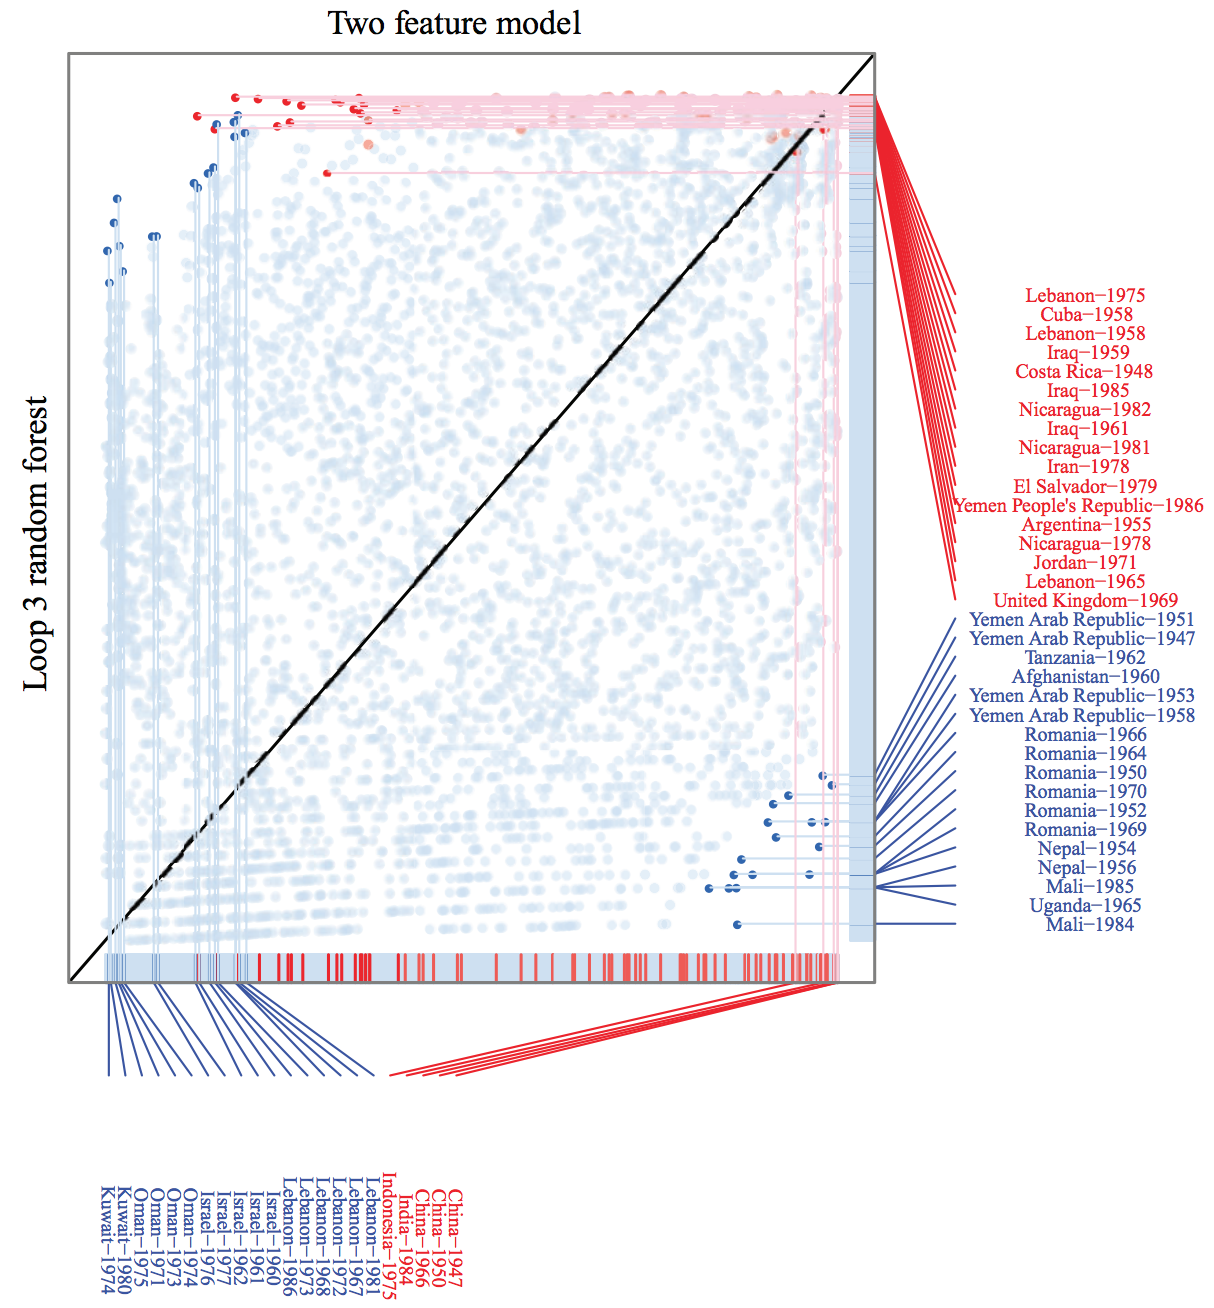 Two feature model
Loop 3 random forest
Lebanon−1975
Cuba−1958
Lebanon−1958
Iraq−1959
Costa Rica−1948
Iraq−1985
Nicaragua−1982
Iraq−1961
Nicaragua−1981
Iran−1978
El Salvador−1979
Yemen People's Republic−1986
Argentina−1955
Nicaragua−1978
Jordan−1971
Lebanon−1965
United Kingdom−1969
Yemen Arab Republic−1951
Yemen Arab Republic−1947
Tanzania−1962
Afghanistan−1960
Yemen Arab Republic−1953
Yemen Arab Republic−1958
Romania−1966
Romania−1964
Romania−1950
Romania−1970
Romania−1952
Romania−1969
Nepal−1954
Nepal−1956
Mali−1985
Uganda−1965
Mali−1984
Kuwait−1974
Kuwait−1980
Oman−1975
Oman−1971
Oman−1973
Oman−1974
Israel−1976
Israel−1977
Israel−1962
Israel−1961
Israel−1960
Lebanon−1986
Lebanon−1973
Lebanon−1968
Lebanon−1972
Lebanon−1967
Lebanon−1981
Indonesia−1975
India−1984
China−1966
China−1950
China−1947